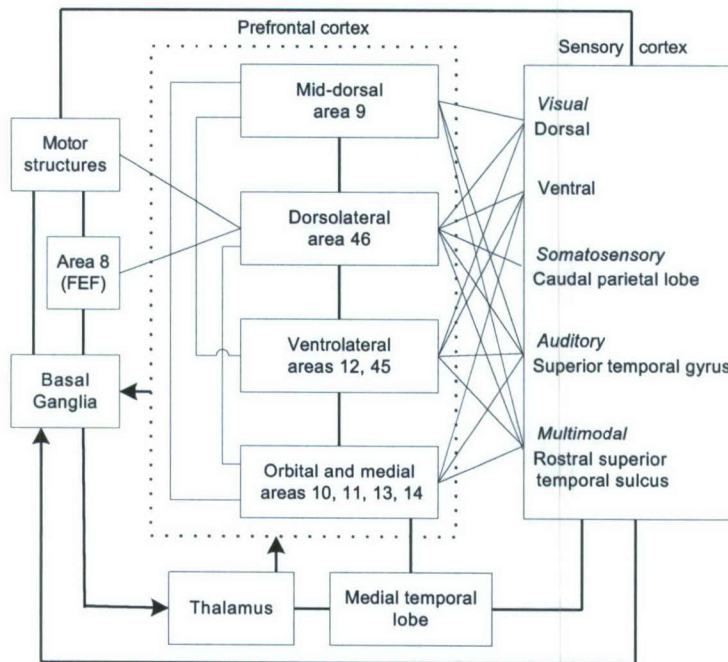 Prefrontal cortex
Sensory cortex
Mid-dorsal
area 9
Visual
Dorsal
Motor
structures
Ventral
Dorsolateral
area 46
Area 8
(FEF)
Somatosensory
Caudal parietal lobe
Ventrolateral
areas 12, 45
Auditory
Superior temporal gyrus
Basal
Ganglia
Multimodal
Rostral superior
temporal sulcus
Orbital and medial
areas 10, 11, 13, 14
Thalamus
Medial temporal
lobe